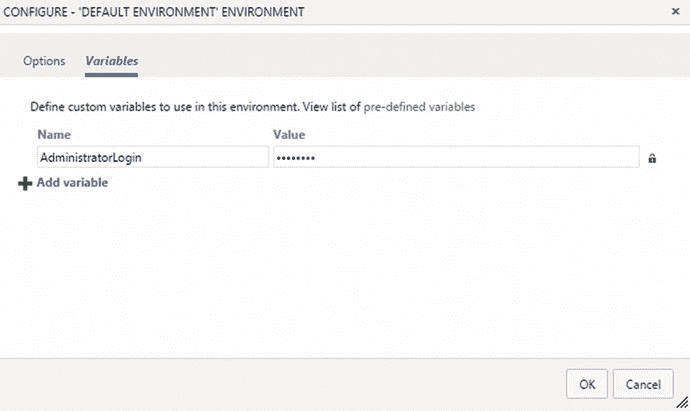 CONFIGURE - 'DEFAULT ENVIRONMENT' ENVIRONMENT
Options Variables
Define custom variables to use in this environment. View list of pre-defined variables
Name Value
AdministratorLogin ••••••••
Add variable
OK Cancel